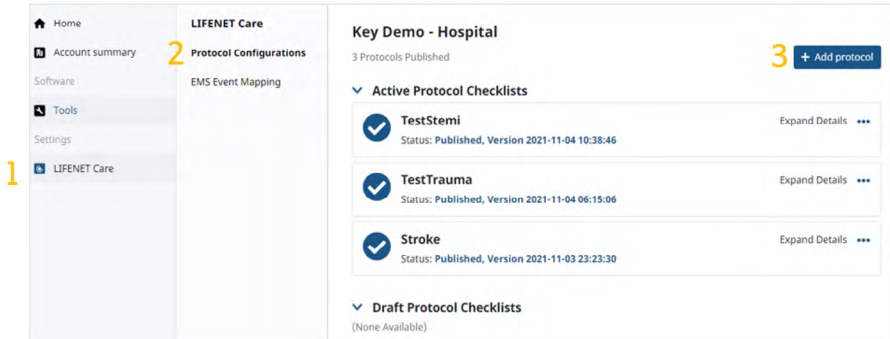 Home
Account summary
Software
Tools
Settings
1 LIFENET Care
LIFENET Care
2 Protocol Configurations
EMS Event Mapping
Key Demo - Hospital
3 Protocols Published
3 + Add protocol
Active Protocol Checklists
TestStemi
Expand Details
Status: Published, Version 2021-11-04 10:38:46
TestTrauma
Expand Details
Status: Published, Version 2021-11-04 06:15:06
Stroke
Expand Details
Status: Published, Version 2021-11-03 23:23:30
Draft Protocol Checklists
(None Available)